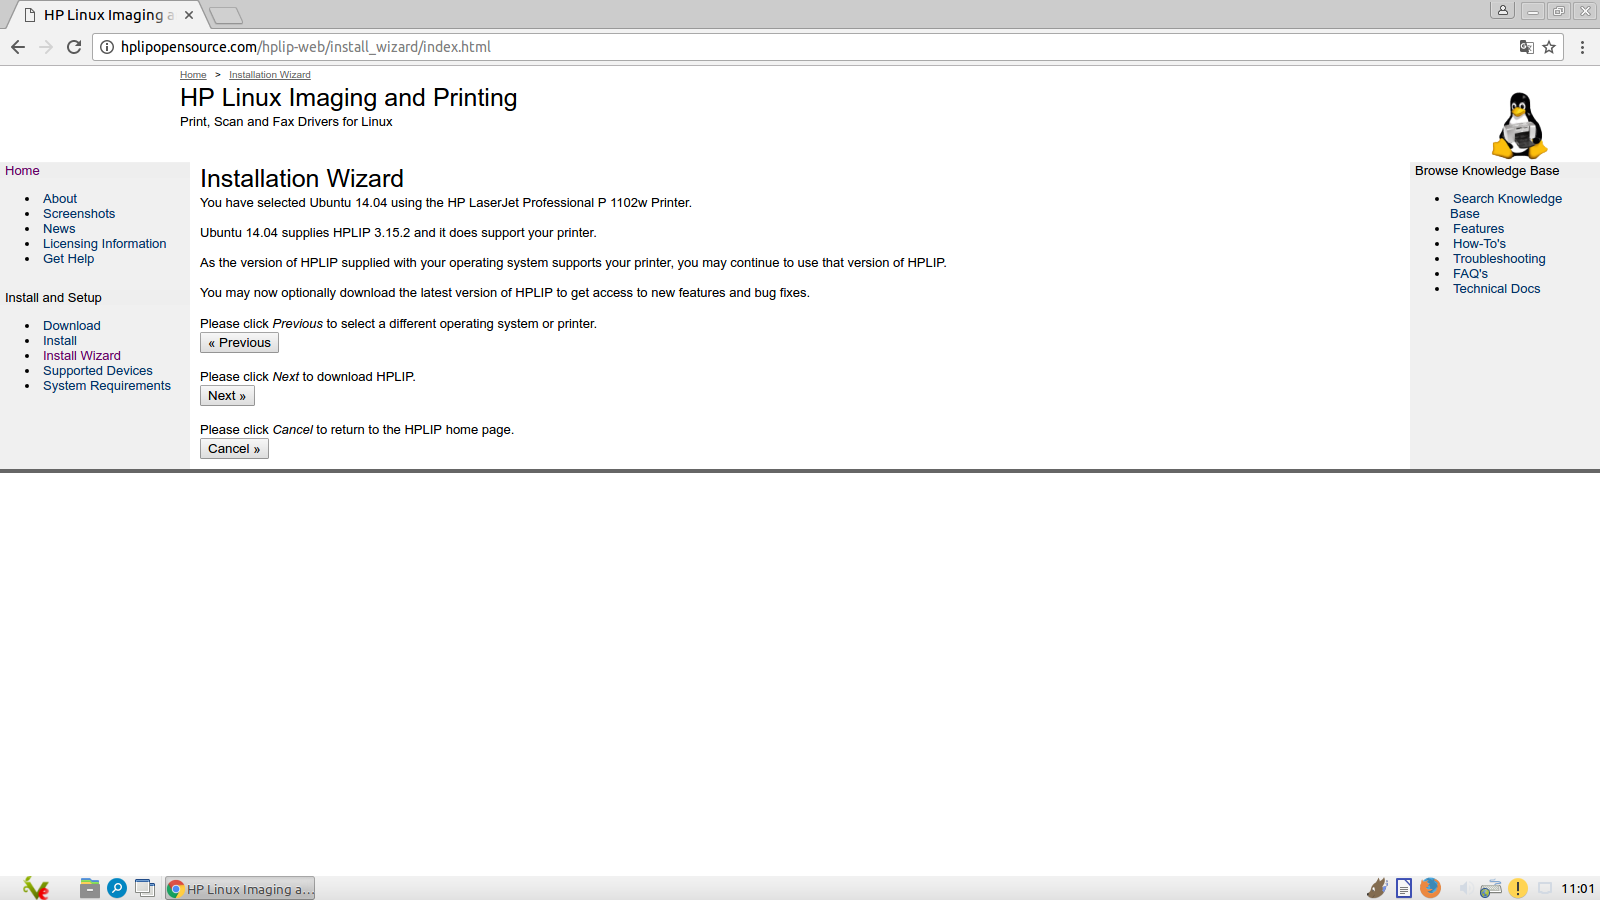 HP Linux Imaging a
hplipopensource.com/hplip-web/install_wizard/index.html
Home > Installation Wizard
HP Linux Imaging and Printing
Print, Scan and Fax Drivers for Linux
Home
About
Screenshots
News
Licensing Information
Get Help
Install and Setup
Download
Install
Install Wizard
Supported Devices
System Requirements
Installation Wizard
You have selected Ubuntu 14.04 using the HP LaserJet Professional P 1102w Printer.
Ubuntu 14.04 supplies HPLIP 3.15.2 and it does support your printer.
As the version of HPLIP supplied with your operating system supports your printer, you may continue to use that version of HPLIP.
You may now optionally download the latest version of HPLIP to get access to new features and bug fixes.
Please click Previous to select a different operating system or printer.
« Previous
Please click Next to download HPLIP.
Next »
Please click Cancel to return to the HPLIP home page.
Cancel »
Browse Knowledge Base
Search Knowledge
Base
Features
How-To's
Troubleshooting
FAQ's
Technical Docs
HP Linux Imaging a...
11:01